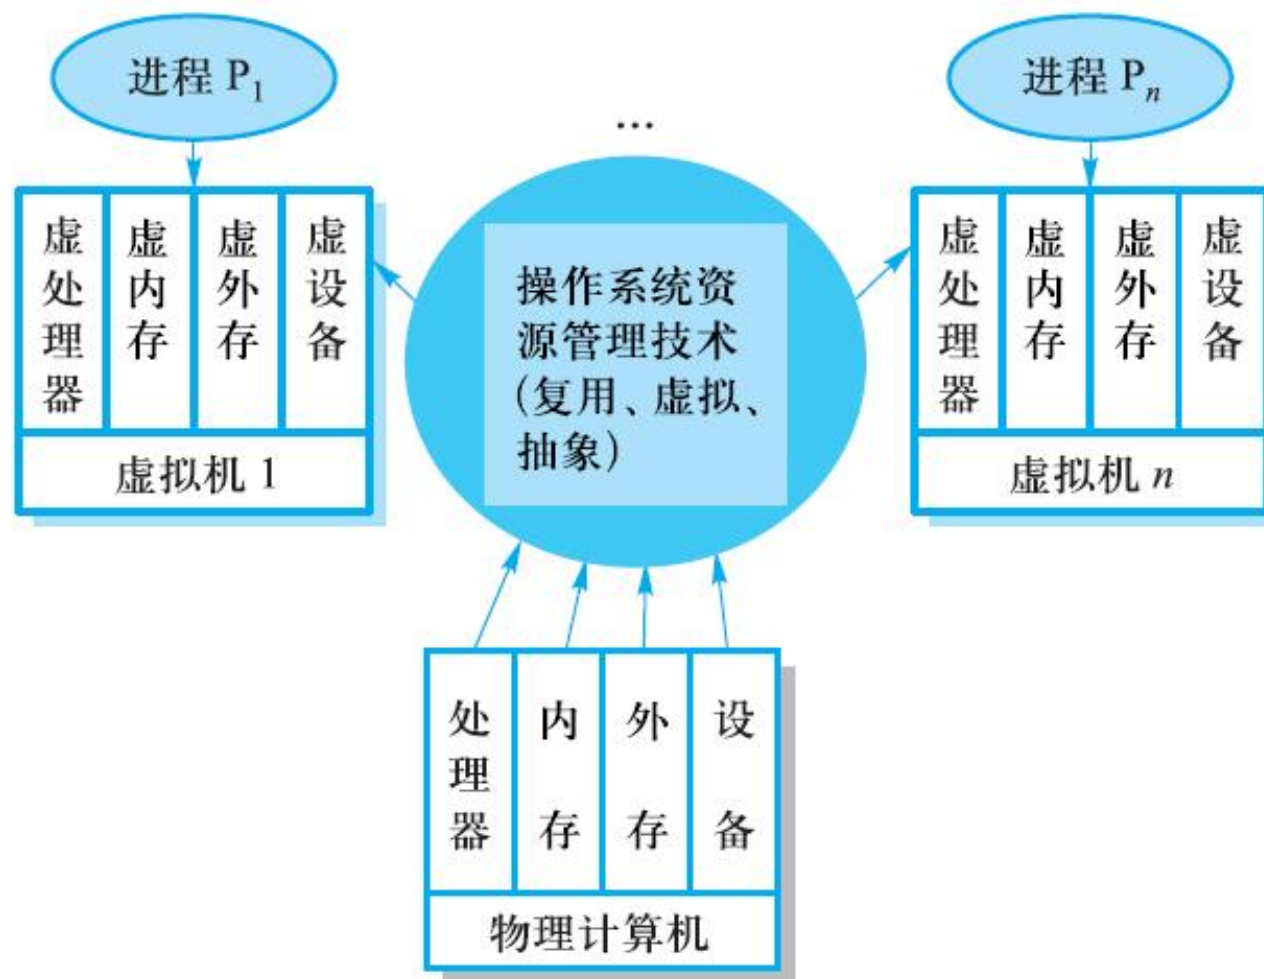 进程 P1
进程 Pn
...
虚处理器
虚内存
虚外存
虚设备
虚拟机 1
操作系统资
源管理技术
(复用、虚拟、
抽象)
虚处理器
虚内存
虚外存
虚设备
虚拟机 n
处理器
内存
外存
设备
物理计算机